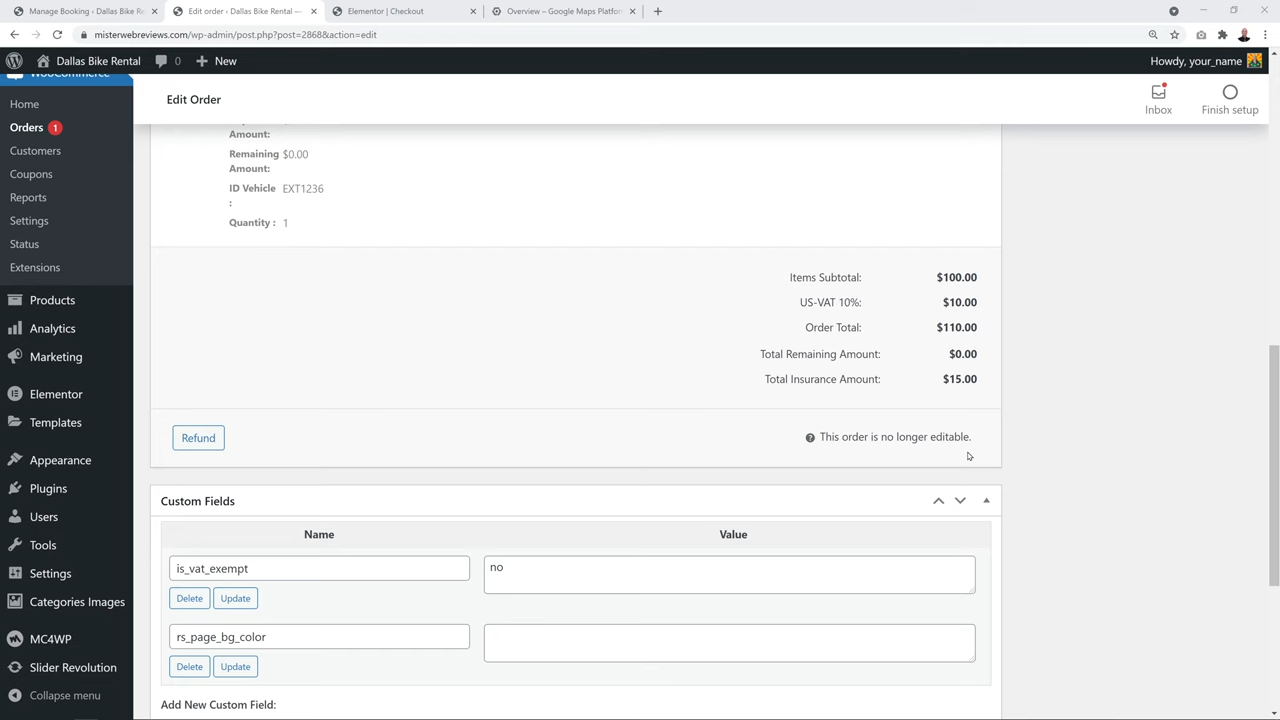 Manage Booking ‹ Dallas Bike Re
Edit order ‹ Dallas Bike Rental —
Elementor | Checkout
Overview – Google Maps Platfor
misterwebreviews.com/wp-admin/post.php?post=2868&action=edit
Dallas Bike Rental
0
New
Howdy, your_name
WooCommerce
Home
Orders 1
Customers
Coupons
Reports
Settings
Status
Extensions
Products
Analytics
Marketing
Elementor
Templates
Appearance
Plugins
Users
Tools
Settings
Categories Images
MC4WP
Slider Revolution
Collapse menu
Edit Order
Inbox
Finish setup
Amount:
Remaining $0.00
Amount:
ID Vehicle EXT1236
:
Quantity : 1
Items Subtotal: $100.00
US-VAT 10%: $10.00
Order Total: $110.00
Total Remaining Amount: $0.00
Total Insurance Amount: $15.00
Refund
This order is no longer editable.
Custom Fields
Name Value
is_vat_exempt no
Delete Update
rs_page_bg_color
Delete Update
Add New Custom Field: